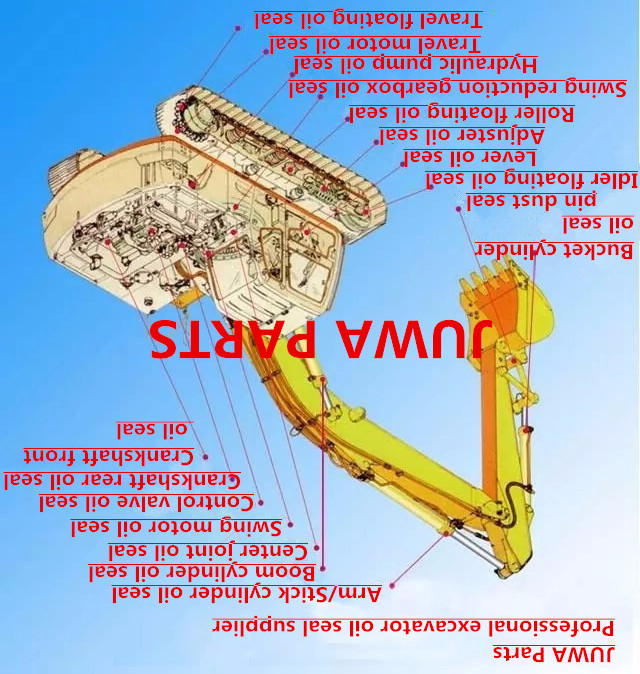 JUWA Parts
Professional excavator oil seal supplier
Arm/Stick cylinder oil seal
Boom cylinder oil seal
Center joint oil seal
Swing motor oil seal
Control valve oil seal
Crankshaft rear oil seal
Crankshaft front
oil seal
JUWA PARTS
Bucket cylinder
oil seal
pin dust seal
Idler floating oil seal
Lever oil seal
Adjuster oil seal
Roller floating oil seal
Swing reduction gearbox oil seal
Hydraulic pump oil seal
Travel motor oil seal
Travel floating oil seal